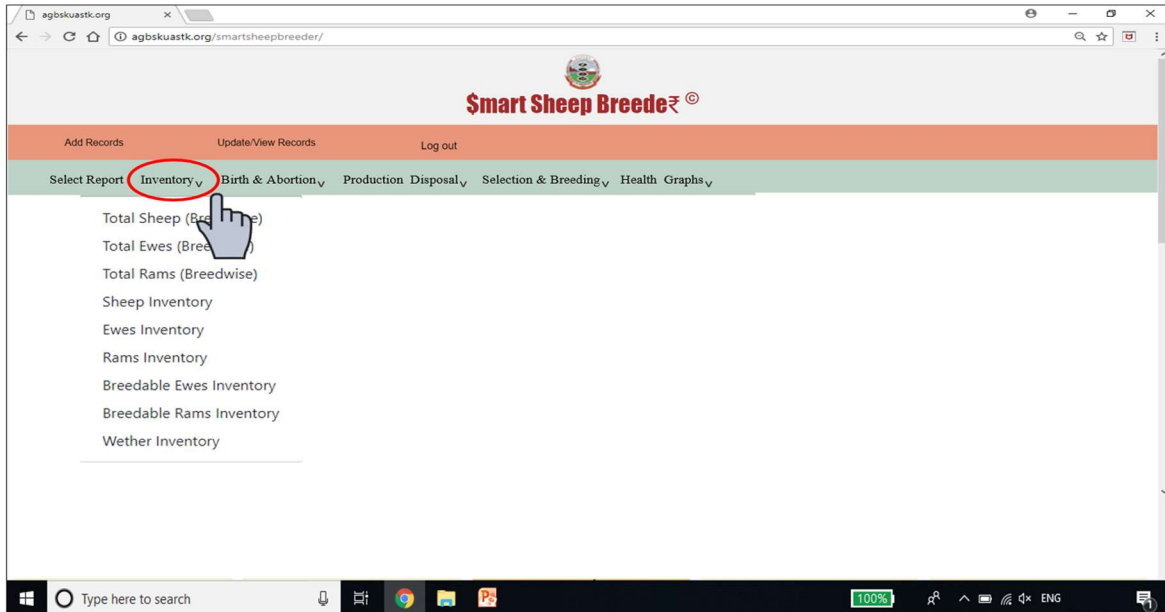 agbskuastk.org
agbskuastk.org/smartsheepbreeder/
$mart Sheep Breede₹ ©
Add Records Update/View Records Log out
Select Report Inventory Birth & Abortion Production Disposal Selection & Breeding Health Graphs
Total Sheep (Bre e)
Total Ewes (Bree )
Total Rams (Breedwise)
Sheep Inventory
Ewes Inventory
Rams Inventory
Breedable Ewes Inventory
Breedable Rams Inventory
Wether Inventory
Type here to search 100% ENG